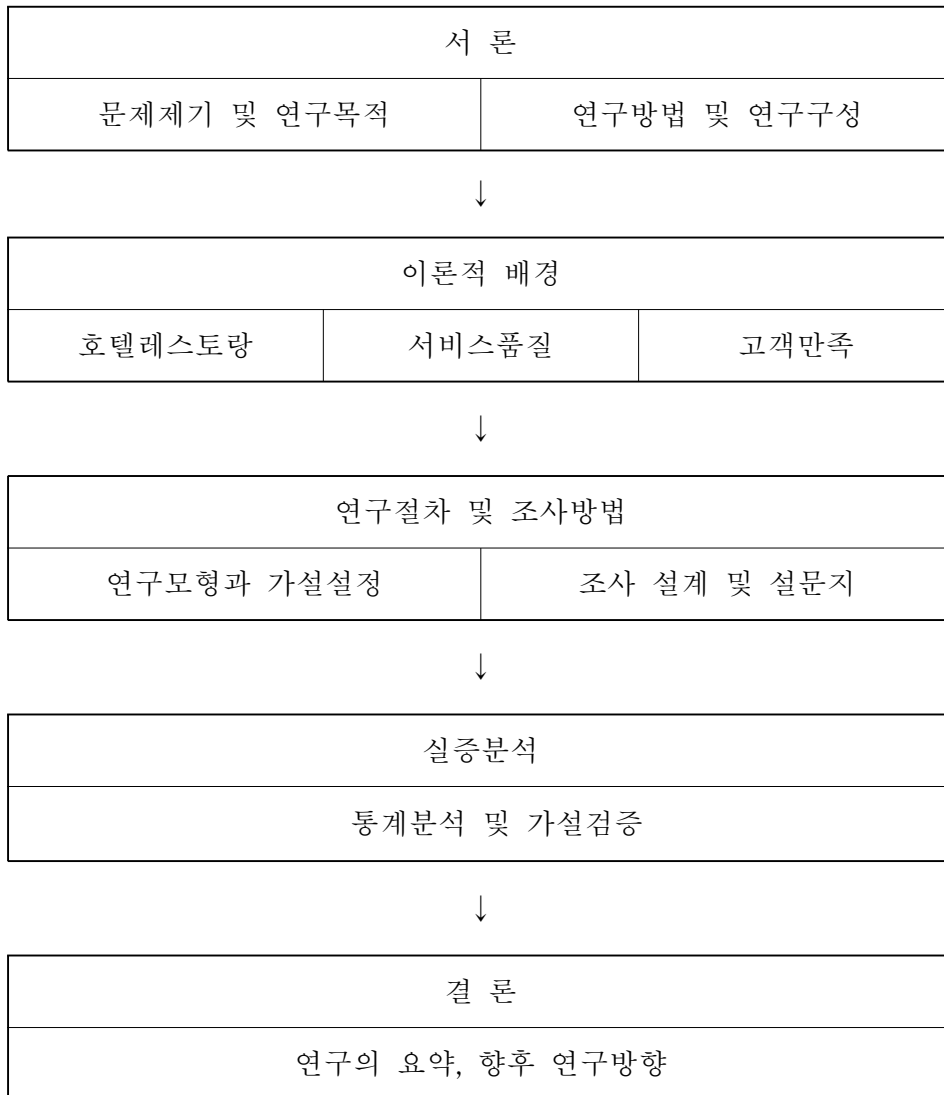 서 론
문제제기 및 연구목적 연구방법 및 연구구성
↓
이론적 배경
호텔레스토랑 서비스품질 고객만족
↓
연구절차 및 조사방법
연구모형과 가설설정 조사 설계 및 설문지
↓
실증분석
통계분석 및 가설검증
↓
결 론
연구의 요약, 향후 연구방향